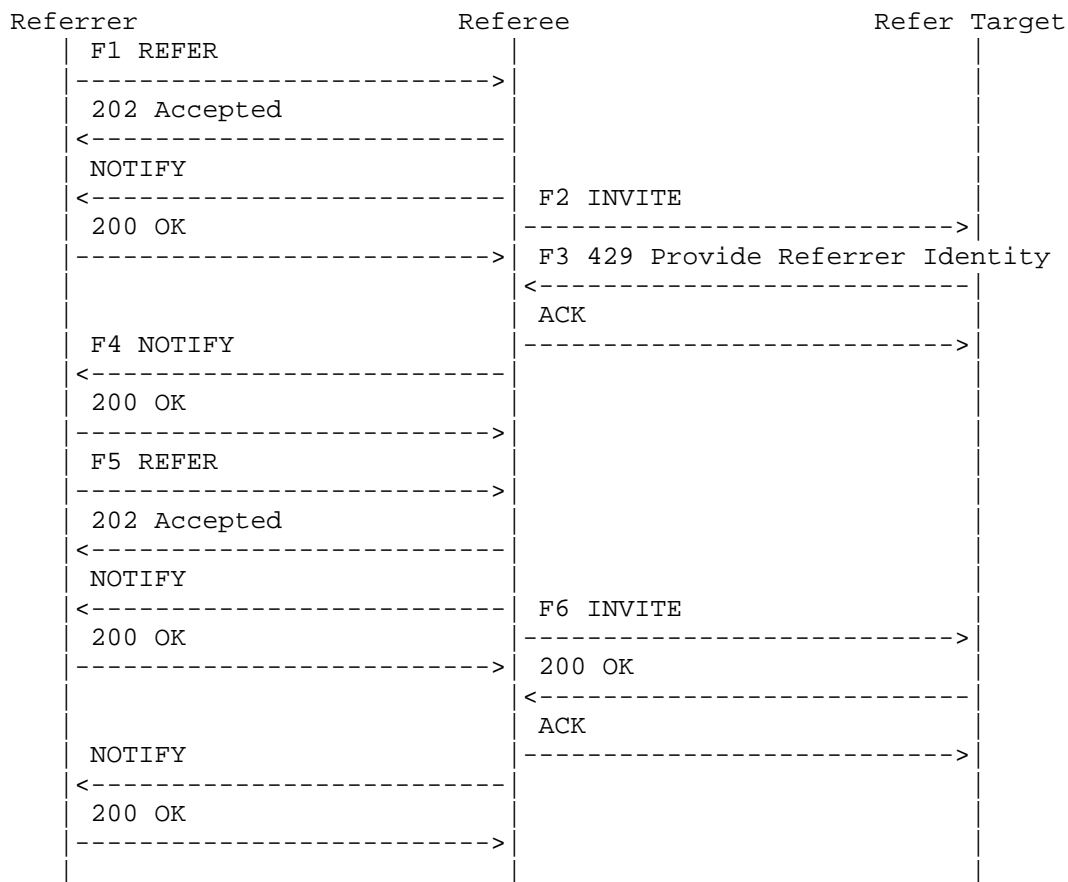 Referrer Referee Refer Target
F1 REFER
202 Accepted
NOTIFY
F2 INVITE
200 OK
F3 429 Provide Referrer Identity
ACK
F4 NOTIFY
200 OK
F5 REFER
202 Accepted
NOTIFY
F6 INVITE
200 OK
200 OK
ACK
NOTIFY
200 OK